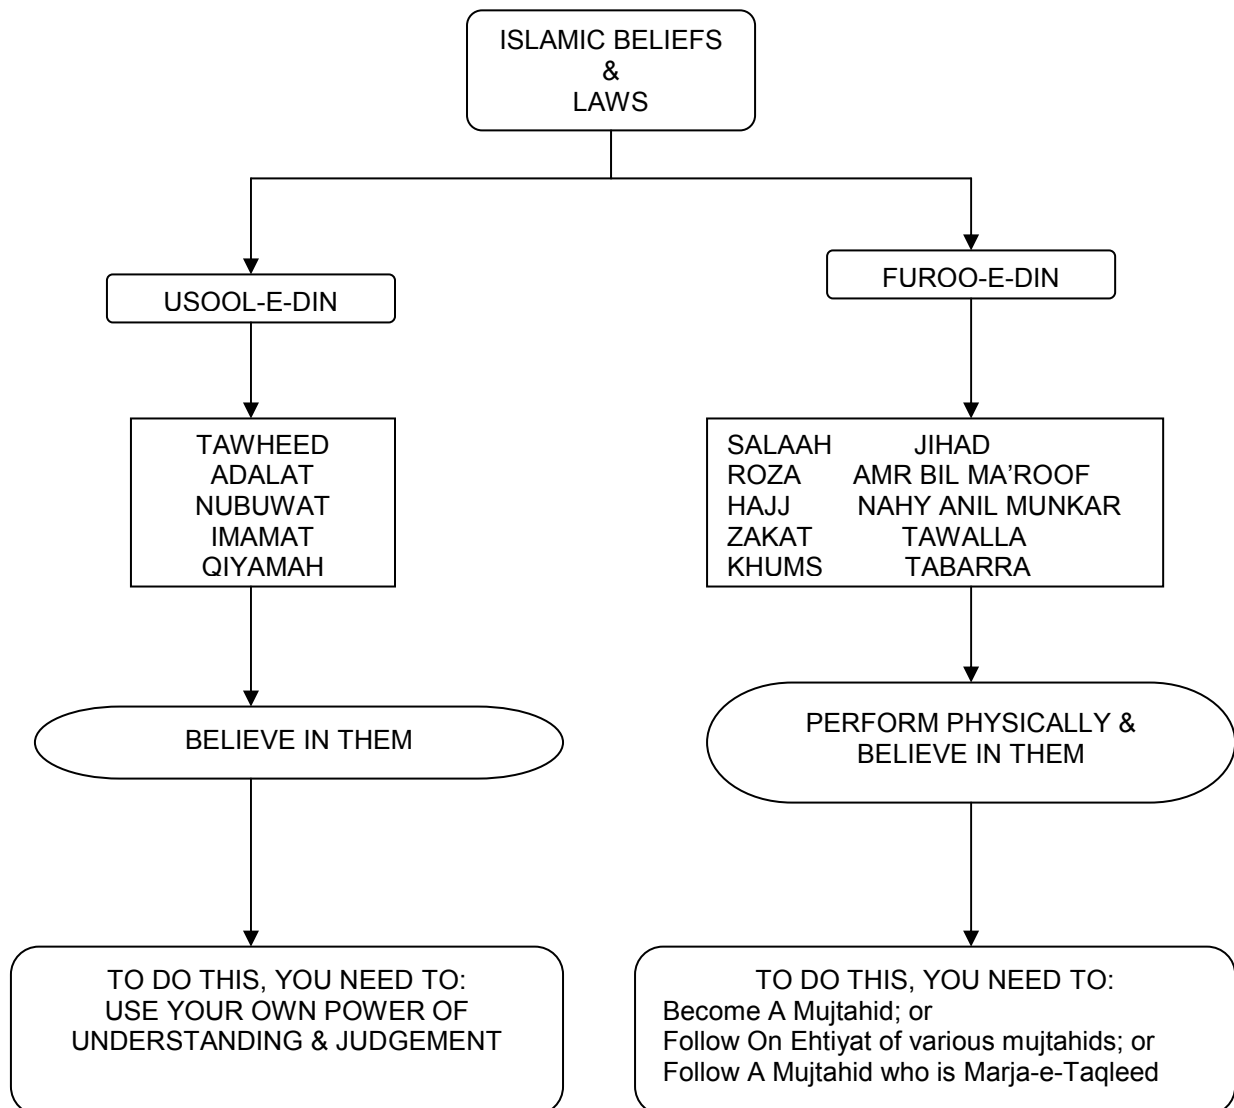 ISLAMIC BELIEFS
&
LAWS
USOOL-E-DIN
FUROO-E-DIN
TAWHEED
ADALAT
NUBUWAT
IMAMAT
QIYAMAH
SALAAH JIHAD
ROZA AMR BIL MA'ROOF
HAJJ NAHY ANIL MUNKAR
ZAKAT TAWALLA
KHUMS TABARRA
BELIEVE IN THEM
PERFORM PHYSICALLY &
BELIEVE IN THEM
TO DO THIS, YOU NEED TO:
USE YOUR OWN POWER OF
UNDERSTANDING & JUDGEMENT
TO DO THIS, YOU NEED TO:
Become A Mujtahid; or
Follow On Ehtiyat of various mujtahids; or
Follow A Mujtahid who is Marja-e-Taqleed